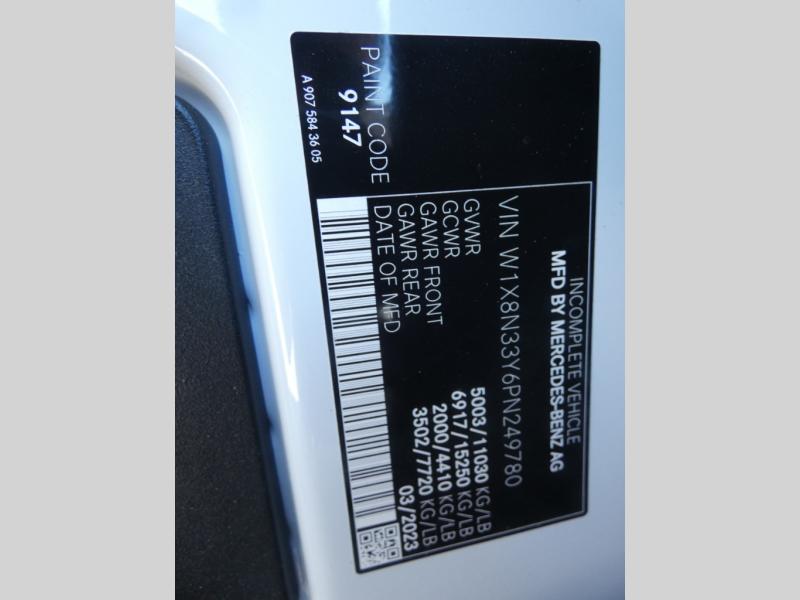 INCOMPLETE VEHICLE
MFD BY MERCEDES-BENZ AG
VIN W1X8N33Y6PN249780
GVWR 5003/11030 KG/LB
GCWR 6917/15250 KG/LB
GAWR FRONT 2000/4410 KG/LB
GAWR REAR 3502/7720 KG/LB
DATE OF MFD 03/2023
PAINT CODE
9147
A 907 584 36 05